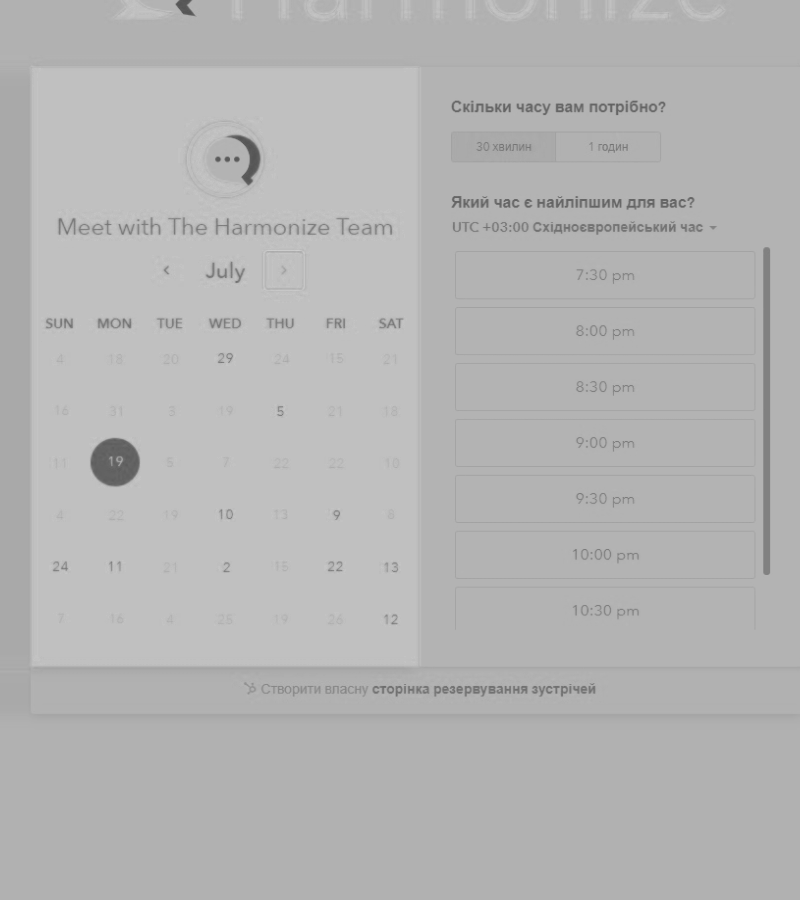 Harmonize
Meet with The Harmonize Team
July
SUN MON TUE WED THU FRI SAT
4 18 20 29 24 15 21
16 31 3 19 5 21 18
11 19 5 7 22 22 10
4 22 19 10 13 9 8
24 11 21 2 15 22 13
7 16 4 28 19 26 12
Скільки часу вам потрібно?
30 хвилин 1 годин
Який час є найліпшим для вас?
UTC +03:00 Східноєвропейський час
7:30 pm
8:00 pm
8:30 pm
9:00 pm
9:30 pm
10:00 pm
10:30 pm
Створити власну сторінка резервування зустрічей